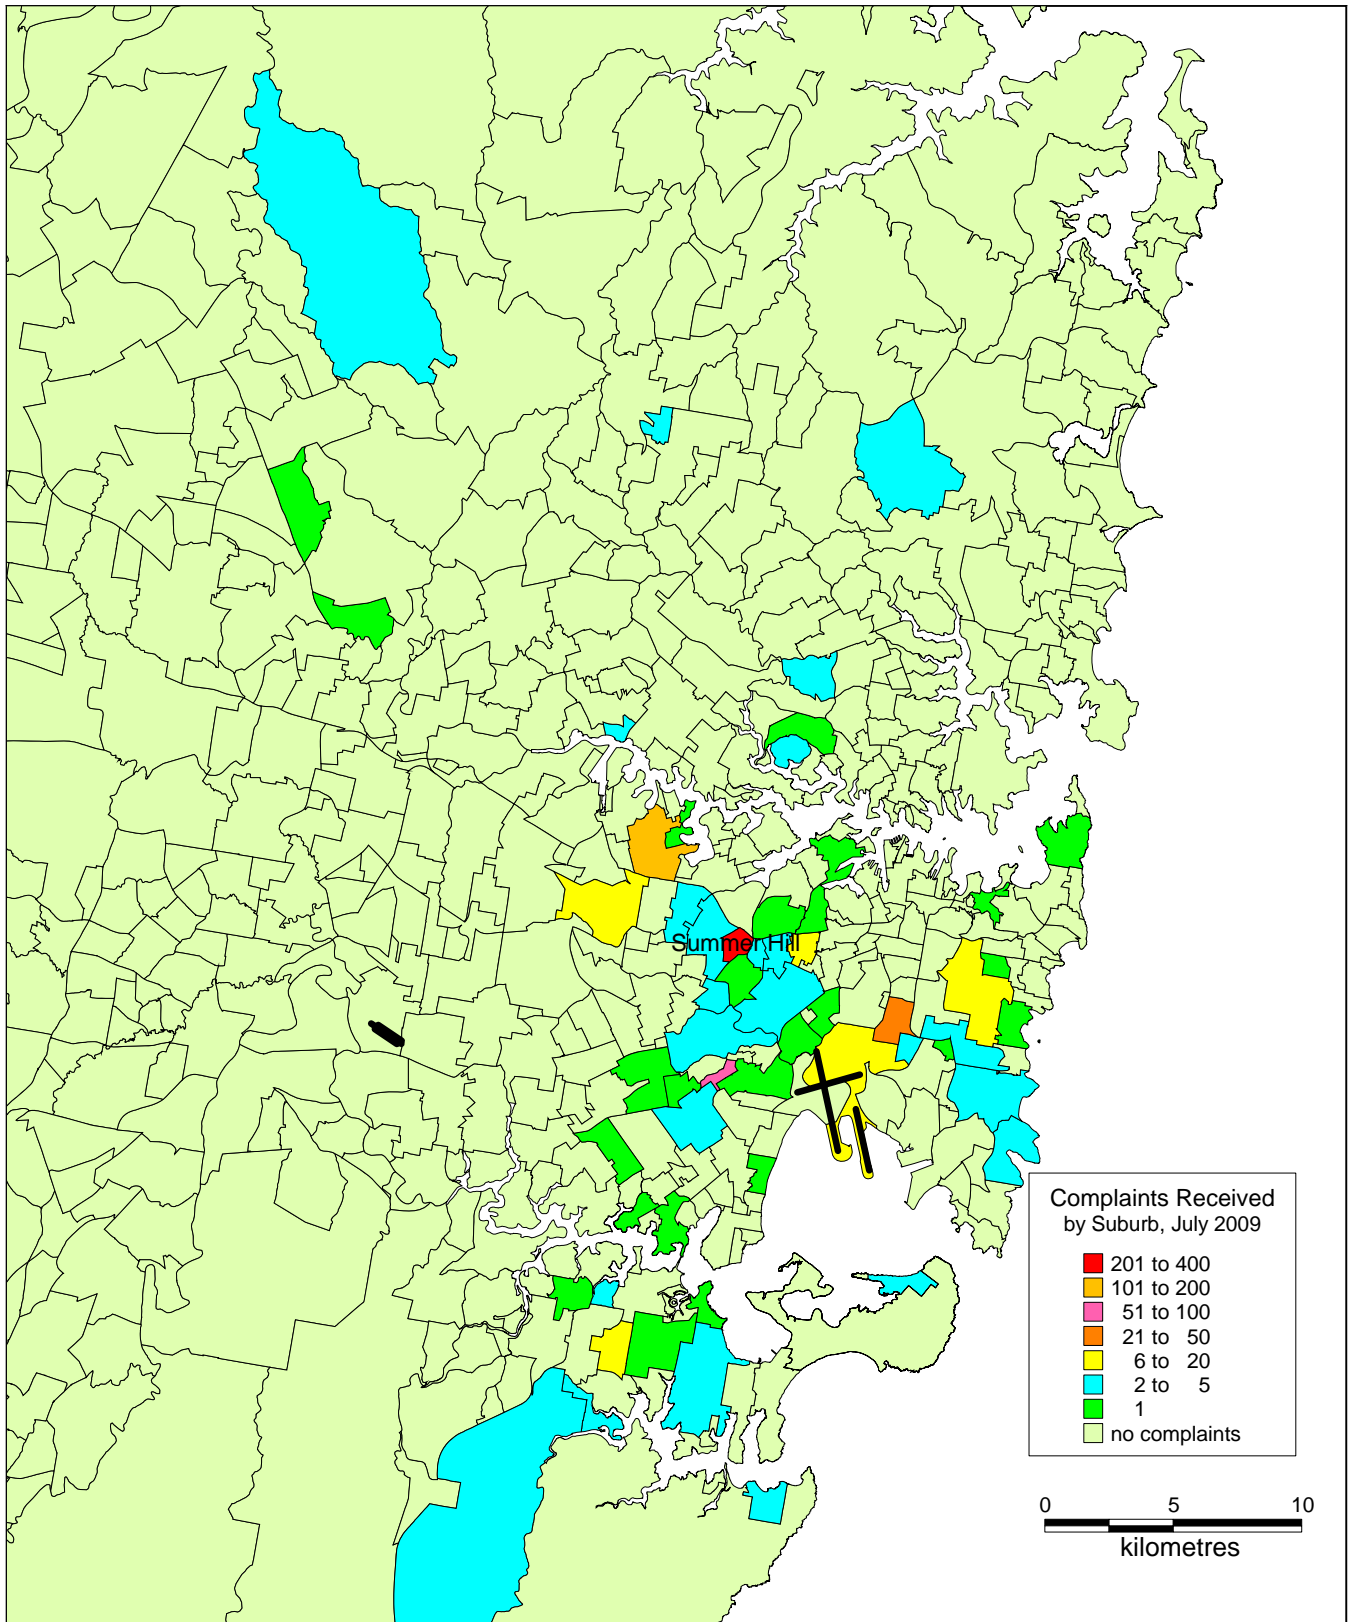 Summer Hill
Complaints Received
by Suburb, July 2009
201 to 400
101 to 200
51 to 100
21 to 50
6 to 20
2 to 5
1
no complaints
0 5 10
kilometres